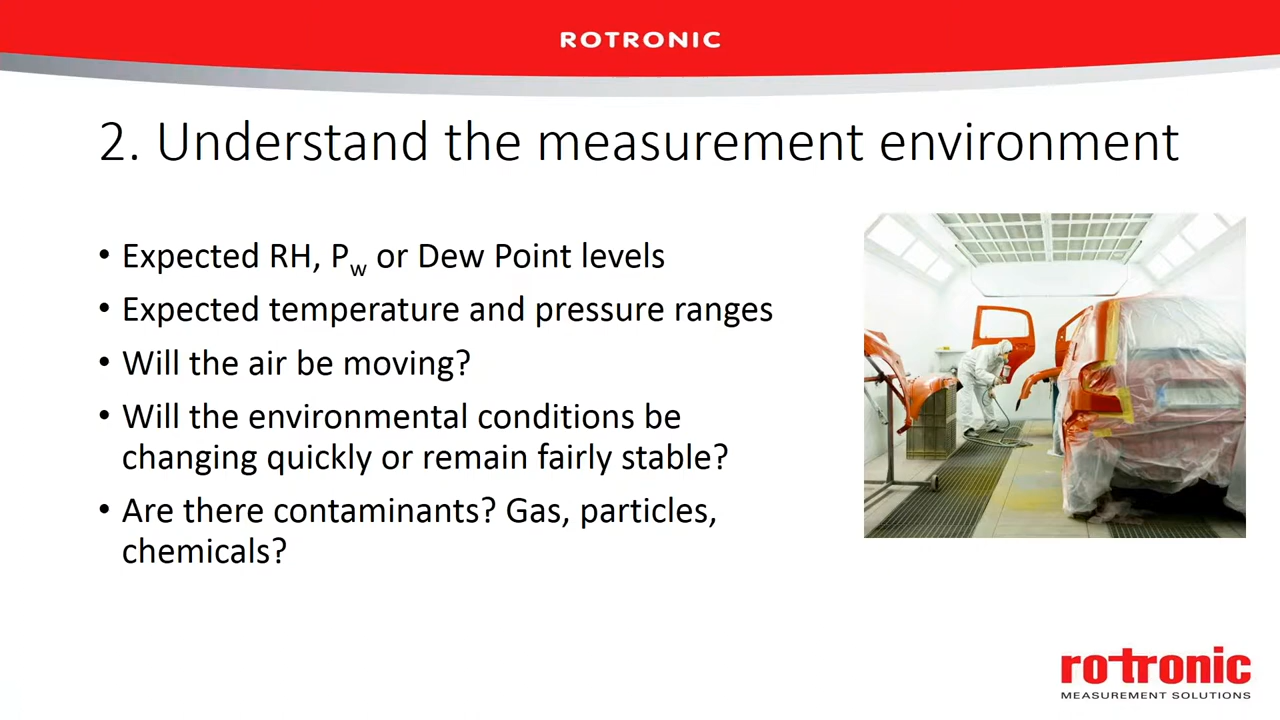 ROTRONIC
2. Understand the measurement environment
• Expected RH, Pw or Dew Point levels
• Expected temperature and pressure ranges
• Will the air be moving?
• Will the environmental conditions be
changing quickly or remain fairly stable?
• Are there contaminants? Gas, particles,
chemicals?
rotronic
MEASUREMENT SOLUTIONS